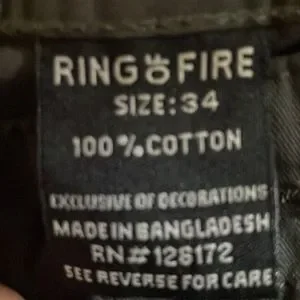 RING OF FIRE
SIZE:34
100% COTTON
EXCLUSIVE OF DECORATIONS
MADE IN BANGLADESH
RN# 128172
SEE REVERSE FOR CARE